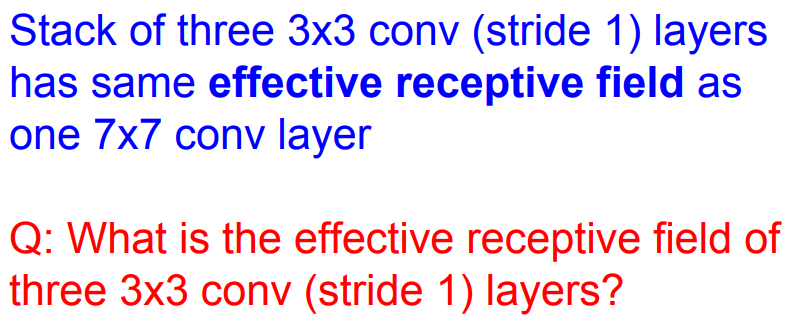 Stack of three 3x3 conv (stride 1) layers
has same effective receptive field as
one 7x7 conv layer
Q: What is the effective receptive field of
three 3x3 conv (stride 1) layers?